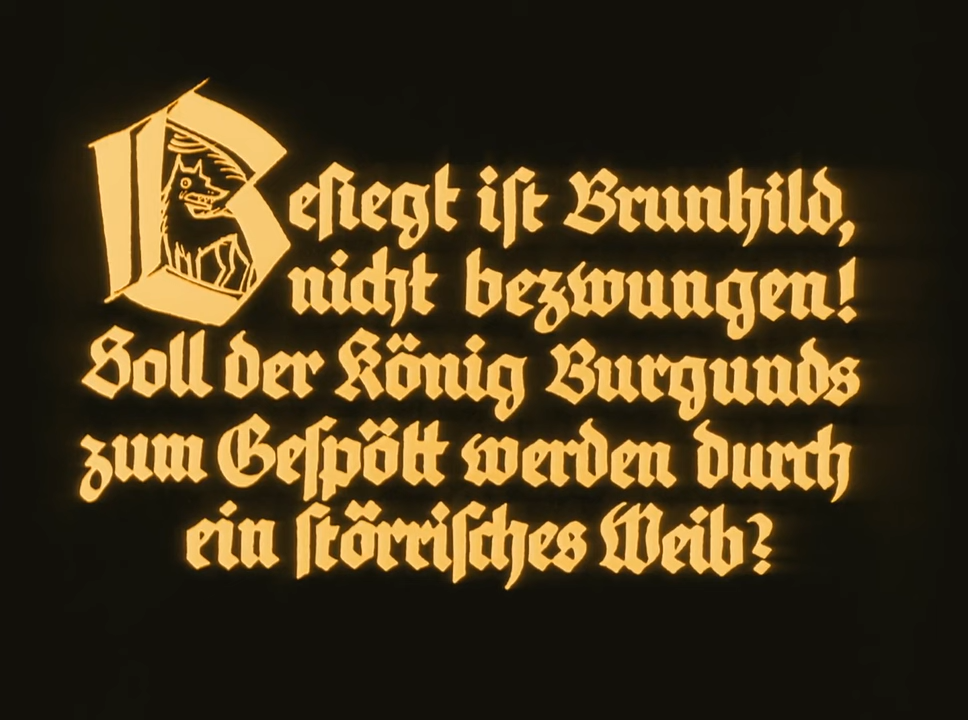 Beſiegt iſt Brunhild,
nicht bezwungen!
Soll der König Burgunds
zum Geſpött werden durch
ein ſtörriſches Weib?